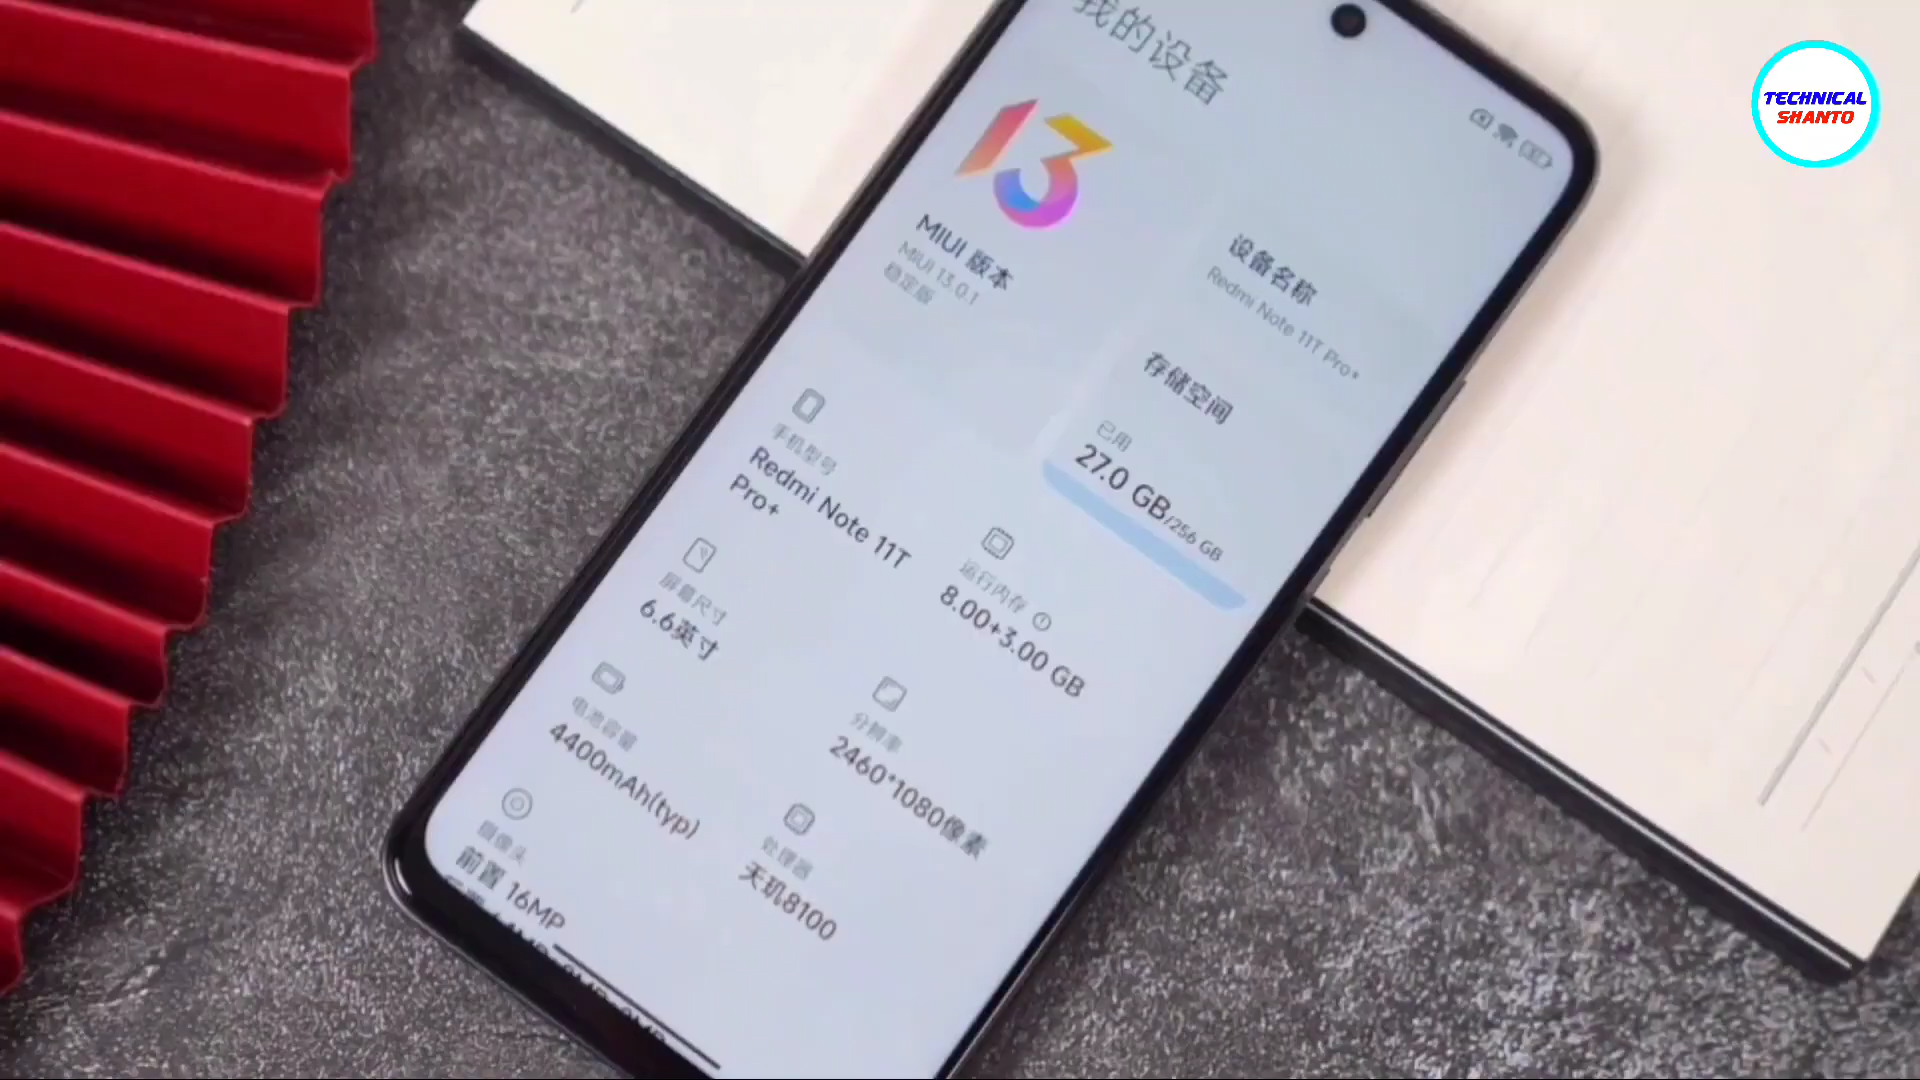 我的设备
TECHNICAL
SHANTO
MIUI 版本
MIUI 13.0.1
稳定版
设备名称
Redmi Note 11T Pro+
存储空间
已用
27.0 GB/256 GB
手机型号
Redmi Note 11T
Pro+
运行内存
8.00+3.00 GB
屏幕尺寸
6.6英寸
分辨率
2460*1080像素
电池容量
4400mAh(typ)
处理器
天玑8100
摄像头
前置 16MP